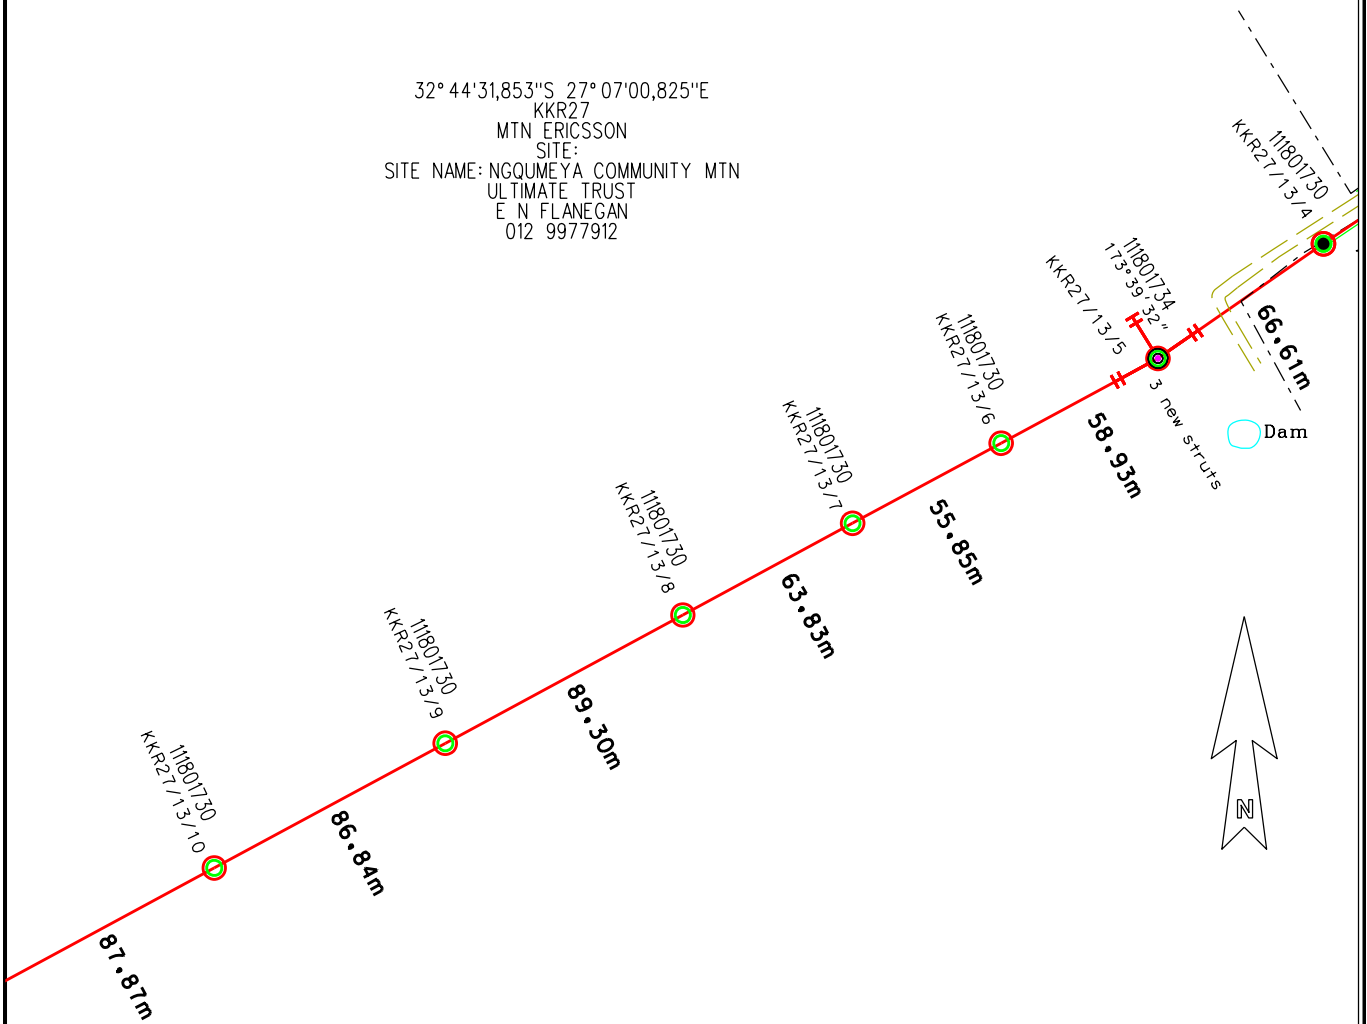 32°44'31,853"S 27°07'00,825"E
KKR27
MTN ERICSSON
SITE:
SITE NAME: NGQUMEYA COMMUNITY MTN
ULTIMATE TRUST
E N FLANEGAN
012 9977912
111801730
KKR27/13/4
66.61m
111801734
173°39'32"
KKR27/13/5
3 new struts
Dam
58.93m
111801730
KKR27/13/6
55.85m
111801730
KKR27/13/7
63.83m
111801730
KKR27/13/8
89.30m
111801730
KKR27/13/9
86.84m
111801730
KKR27/13/10
87.87m
N